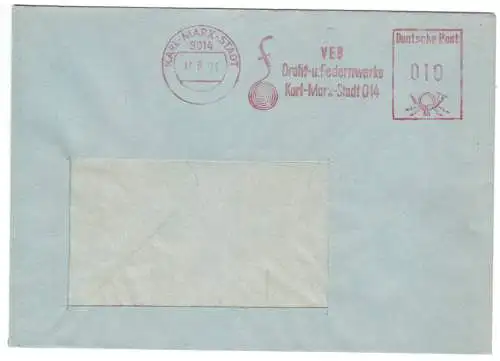 KARL-MARX-STADT
9014
VEB
Draht-u.Federnwerke
Karl-Marx-Stadt 014
Deutsche Post
010